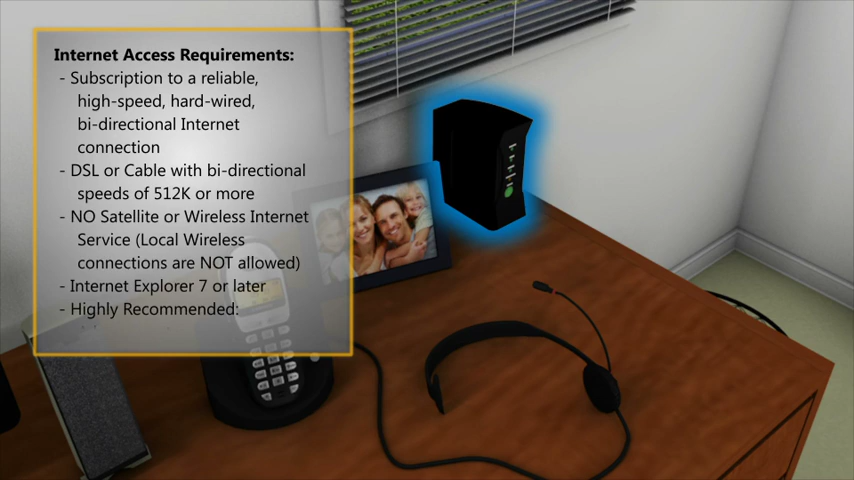 Internet Access Requirements:
- Subscription to a reliable,
high-speed, hard-wired,
bi-directional Internet
connection
- DSL or Cable with bi-directional
speeds of 512K or more
- NO Satellite or Wireless Internet
Service (Local Wireless
connections are NOT allowed)
- Internet Explorer 7 or later
- Highly Recommended: